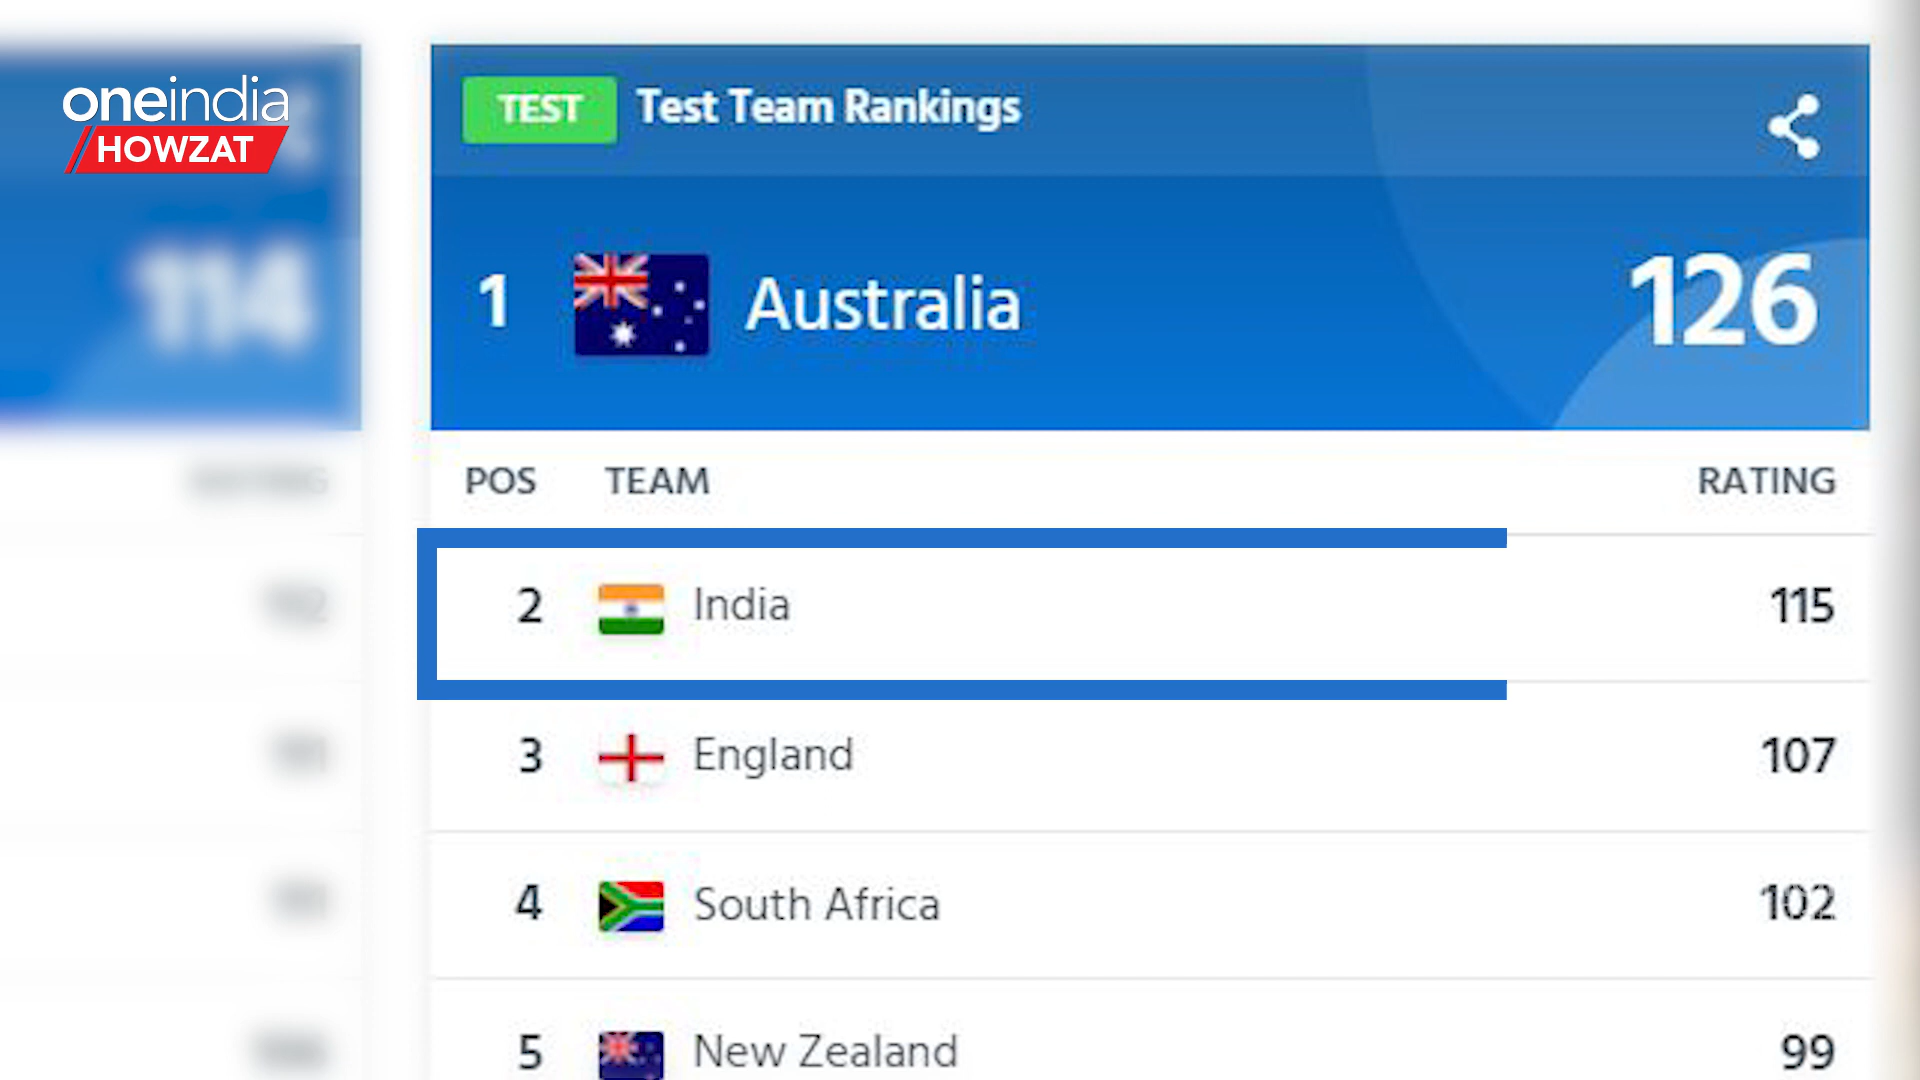 oneindia
HOWZAT
114
TEST Test Team Rankings
1 Australia 126
POS TEAM RATING
2 India 115
3 England 107
4 South Africa 102
5 New Zealand 99